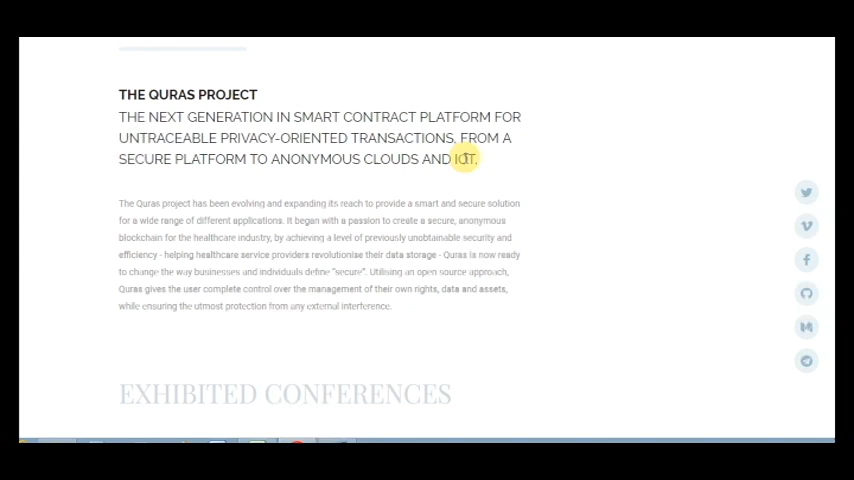 THE QURAS PROJECT
THE NEXT GENERATION IN SMART CONTRACT PLATFORM FOR
UNTRACEABLE PRIVACY-ORIENTED TRANSACTIONS, FROM A
SECURE PLATFORM TO ANONYMOUS CLOUDS AND IOT.
The Quras project has been evolving and expanding its reach to provide a smart and secure solution
for a wide range of different applications. It began with a passion to create a secure, anonymous
blockchain for the healthcare industry, by achieving a level of previously unobtainable security and
efficiency - helping healthcare service providers revolutionise their data storage - Quras is now ready
to change the way businesses and individuals define "secure". Utilising an open source approach,
Quras gives the user complete control over the management of their own rights, data and assets,
while ensuring the utmost protection from any external interference.
EXHIBITED CONFERENCES